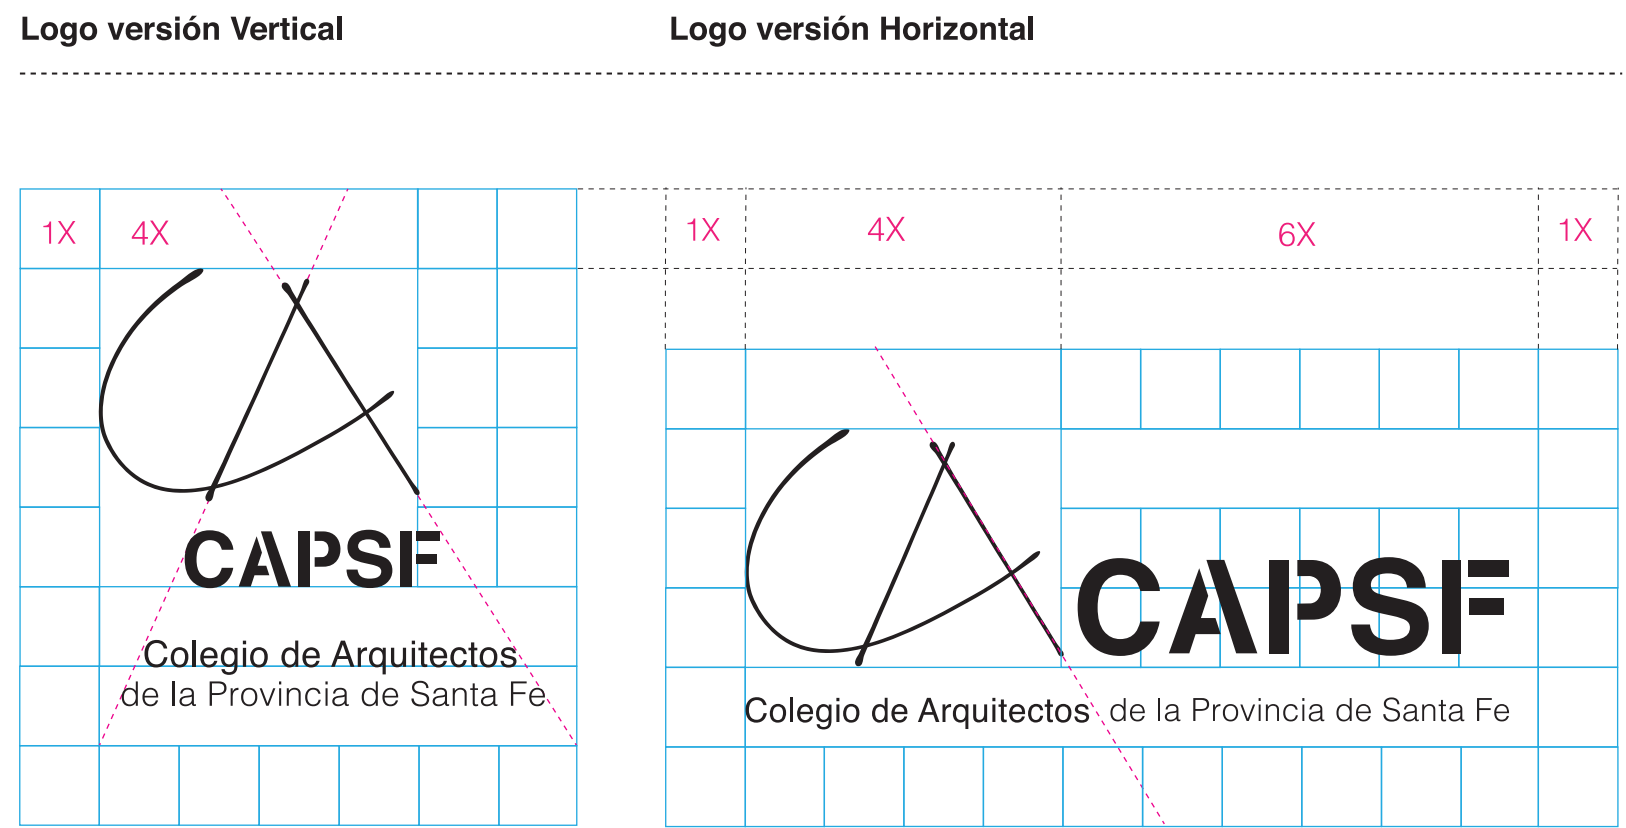 Logo versión Vertical
Logo versión Horizontal
1X
4X
CAPSF
Colegio de Arquitectos
de la Provincia de Santa Fe
1X
4X
6X
1X
CAPSF
Colegio de Arquitectos de la Provincia de Santa Fe